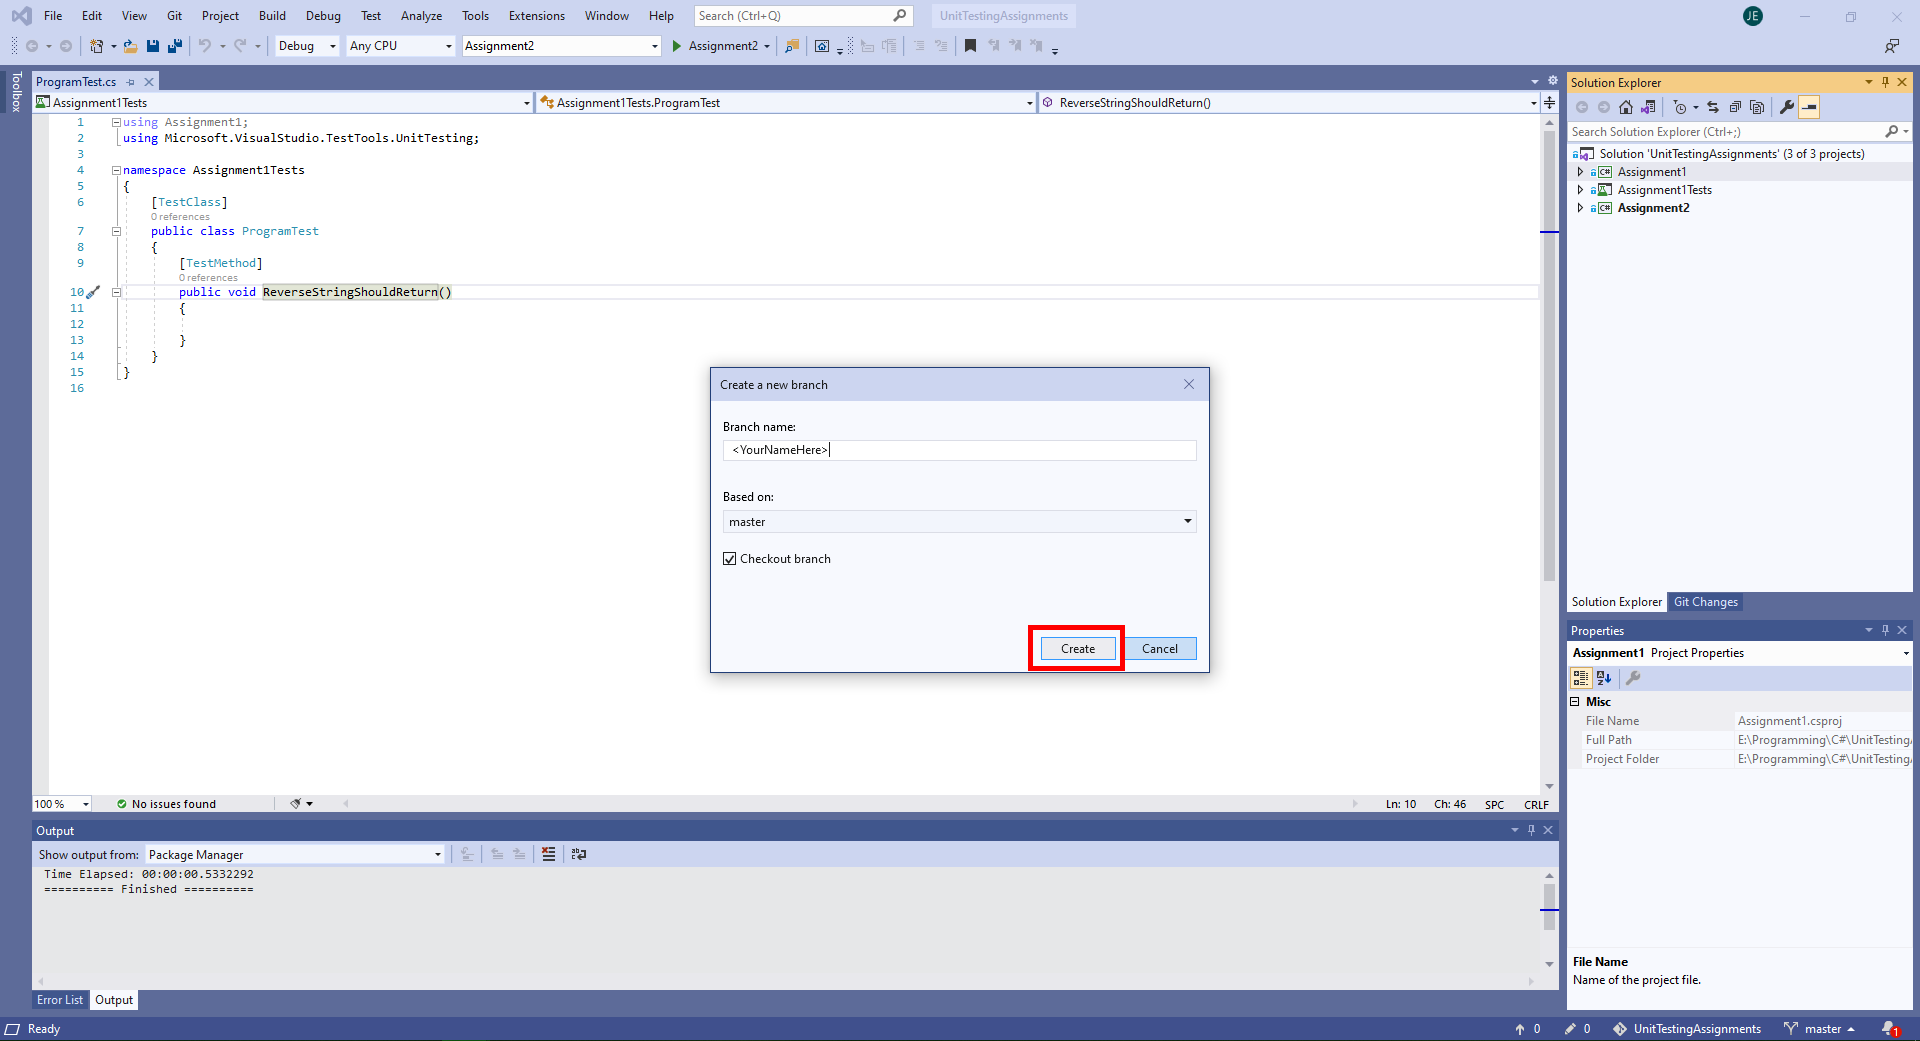 File Edit View Git Project Build Debug Test Analyze Tools Extensions Window Help Search (Ctrl+Q) UnitTestingAssignments JE
Debug Any CPU Assignment2 Assignment2
Toolbox
ProgramTest.cs
Assignment1Tests Assignment1Tests.ProgramTest ReverseStringShouldReturn()
1 using Assignment1;
2 using Microsoft.VisualStudio.TestTools.UnitTesting;
3
4 namespace Assignment1Tests
5 {
6 [TestClass]
0 references
7 public class ProgramTest
8 {
9 [TestMethod]
0 references
10 public void ReverseStringShouldReturn()
11 {
12
13 }
14 }
15 }
16
Create a new branch
Branch name:
<YourNameHere>
Based on:
master
Checkout branch
Create Cancel
100 % No issues found Ln: 10 Ch: 46 SPC CRLF
Output
Show output from: Package Manager
Time Elapsed: 00:00:00.5332292
========== Finished ==========
Error List Output
Solution Explorer
Search Solution Explorer (Ctrl+;)
Solution 'UnitTestingAssignments' (3 of 3 projects)
C# Assignment1
Assignment1Tests
C# Assignment2
Solution Explorer Git Changes
Properties
Assignment1 Project Properties
Misc
File Name Assignment1.csproj
Full Path E:\Programming\C#\UnitTesting
Project Folder E:\Programming\C#\UnitTesting
File Name
Name of the project file.
Ready 0 0 UnitTestingAssignments master 1